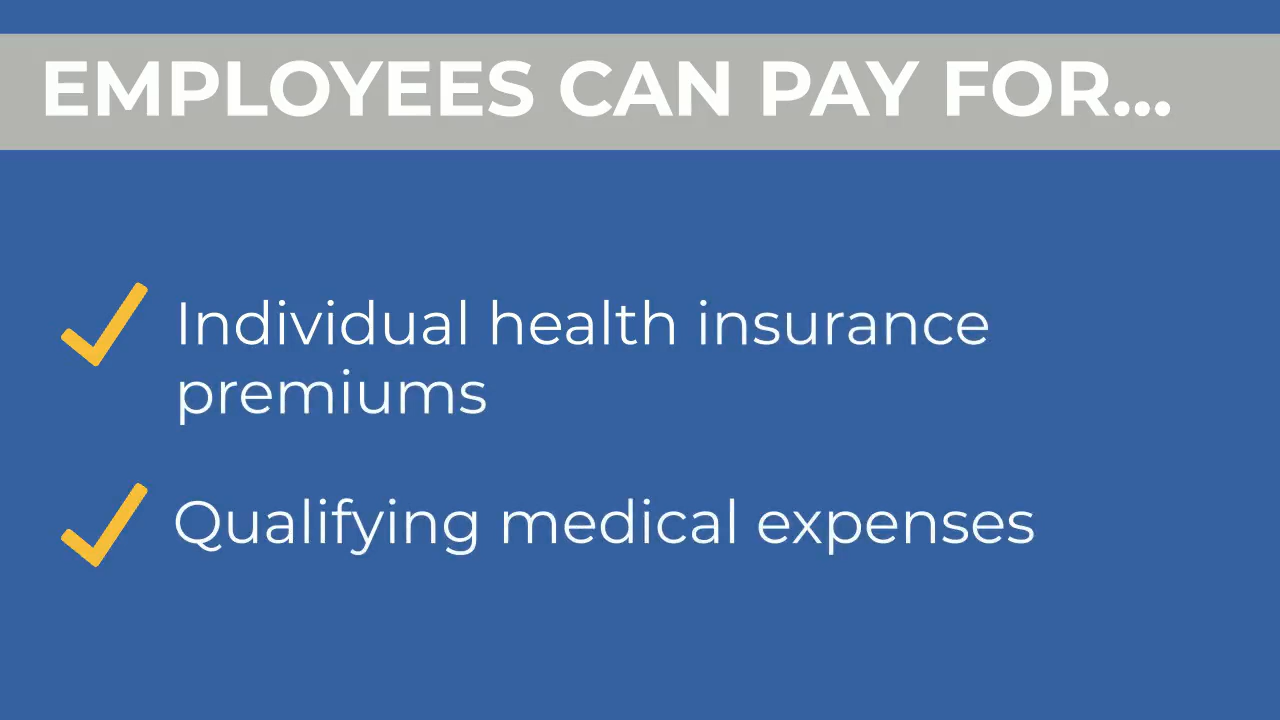 EMPLOYEES CAN PAY FOR...
Individual health insurance
premiums
Qualifying medical expenses